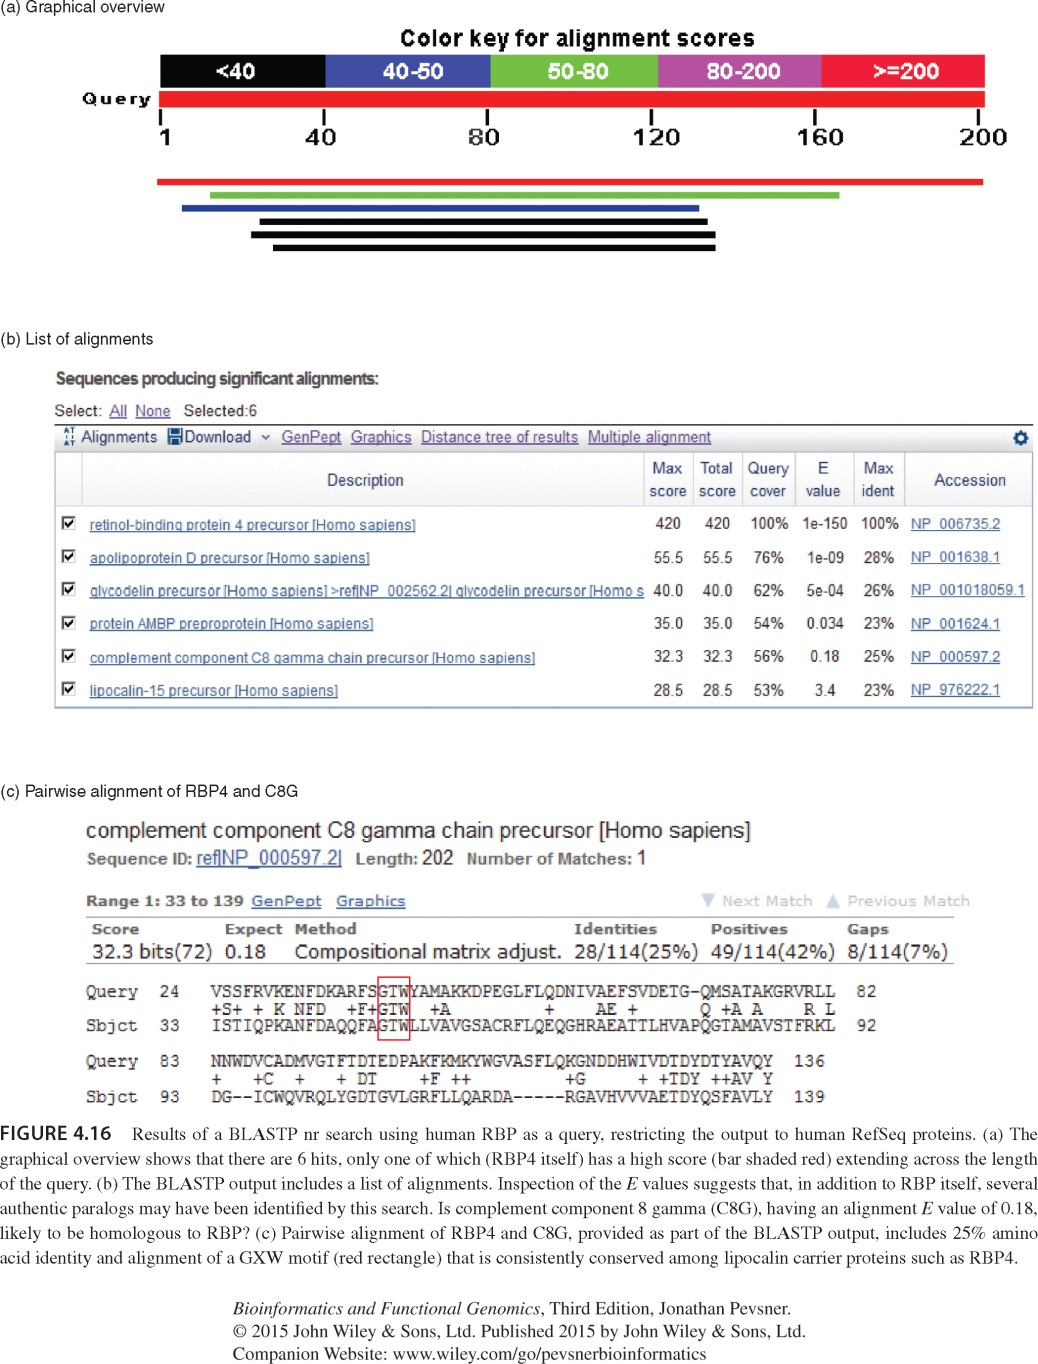 (a) Graphical overview
Color key for alignment scores
<40 40-50 50-80 80-200 >=200
Query
1 40 80 120 160 200
(b) List of alignments
Sequences producing significant alignments:
Select: All None Selected:6
Alignments Download GenPept Graphics Distance tree of results Multiple alignment
Description Max score Total score Query cover E value Max ident Accession
retinol-binding protein 4 precursor [Homo sapiens] 420 420 100% 1e-150 100% NP_006735.2
apolipoprotein D precursor [Homo sapiens] 55.5 55.5 76% 1e-09 28% NP_001638.1
glycodelin precursor [Homo sapiens] >ref|NP_002562.2| glycodelin precursor [Homo s 40.0 40.0 62% 5e-04 26% NP_001018059.1
protein AMBP preproprotein [Homo sapiens] 35.0 35.0 54% 0.034 23% NP_001624.1
complement component C8 gamma chain precursor [Homo sapiens] 32.3 32.3 56% 0.18 25% NP_000597.2
lipocalin-15 precursor [Homo sapiens] 28.5 28.5 53% 3.4 23% NP_976222.1
(c) Pairwise alignment of RBP4 and C8G
complement component C8 gamma chain precursor [Homo sapiens]
Sequence ID: ref|NP_000597.2| Length: 202 Number of Matches: 1
Range 1: 33 to 139 GenPept Graphics ▼ Next Match ▲ Previous Match
Score Expect Method Identities Positives Gaps
32.3 bits(72) 0.18 Compositional matrix adjust. 28/114(25%) 49/114(42%) 8/114(7%)
Query 24 VSSFRVKENFDKARFSGTWYAMAKKDPEGLFLQDNIVAEFSVDETG-QMSATAKGRVRLL 82
+S+ + K NFD +F+GTW +A + AE + Q +A A R L
Sbjct 33 ISTIQPKANFDAQQFAGTWLLVAVGSACRFLQEQGHRAEATTLHVAPQGTAMAVSTFRKL 92
Query 83 NNWDVCADMVGTFTDTEDPAKFKMKYWGVASFLQKGNDDHWIVDTDYDTYAVQY 136
+ +C + + DT +F ++ +G + +TDY ++AV Y
Sbjct 93 DG--ICWQVRQLYGDTGVLGRFLLQARDA-----RGAVHVVVAETDYQSFAVLY 139
FIGURE 4.16 Results of a BLASTP nr search using human RBP as a query, restricting the output to human RefSeq proteins. (a) The
graphical overview shows that there are 6 hits, only one of which (RBP4 itself) has a high score (bar shaded red) extending across the length
of the query. (b) The BLASTP output includes a list of alignments. Inspection of the E values suggests that, in addition to RBP itself, several
authentic paralogs may have been identified by this search. Is complement component 8 gamma (C8G), having an alignment E value of 0.18,
likely to be homologous to RBP? (c) Pairwise alignment of RBP4 and C8G, provided as part of the BLASTP output, includes 25% amino
acid identity and alignment of a GXW motif (red rectangle) that is consistently conserved among lipocalin carrier proteins such as RBP4.
Bioinformatics and Functional Genomics, Third Edition, Jonathan Pevsner.
© 2015 John Wiley & Sons, Ltd. Published 2015 by John Wiley & Sons, Ltd.
Companion Website: www.wiley.com/go/pevsnerbioinformatics